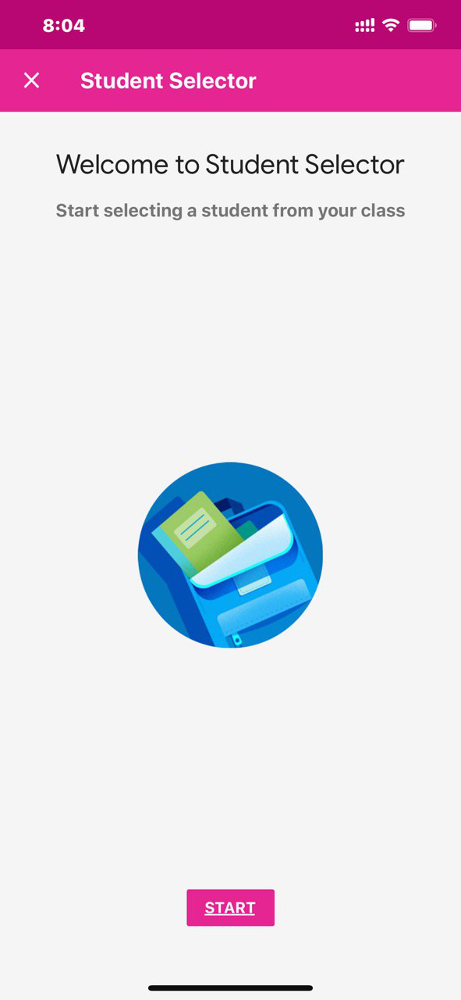 8:04
Student Selector
Welcome to Student Selector
Start selecting a student from your class
START